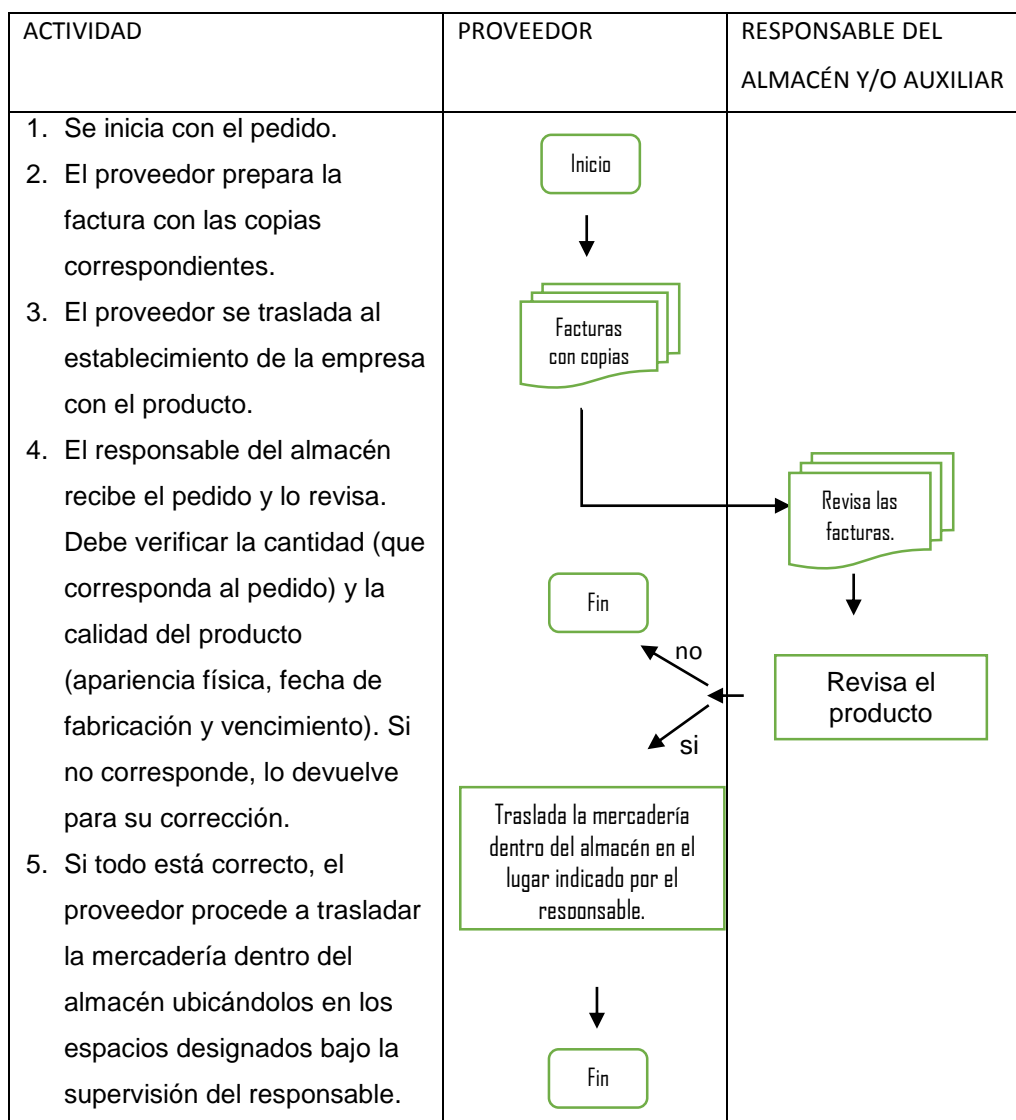 ACTIVIDAD
PROVEEDOR
RESPONSABLE DEL
ALMACÉN Y/O AUXILIAR
1. Se inicia con el pedido.
2. El proveedor prepara la
factura con las copias
correspondientes.
3. El proveedor se traslada al
establecimiento de la empresa
con el producto.
4. El responsable del almacén
recibe el pedido y lo revisa.
Debe verificar la cantidad (que
corresponda al pedido) y la
calidad del producto
(apariencia física, fecha de
fabricación y vencimiento). Si
no corresponde, lo devuelve
para su corrección.
5. Si todo está correcto, el
proveedor procede a trasladar
la mercadería dentro del
almacén ubicándolos en los
espacios designados bajo la
supervisión del responsable.
Inicio
Facturas
con copias
Revisa las
facturas.
Revisa el
producto
no
Fin
si
Traslada la mercadería
dentro del almacén en el
lugar indicado por el
responsable.
Fin